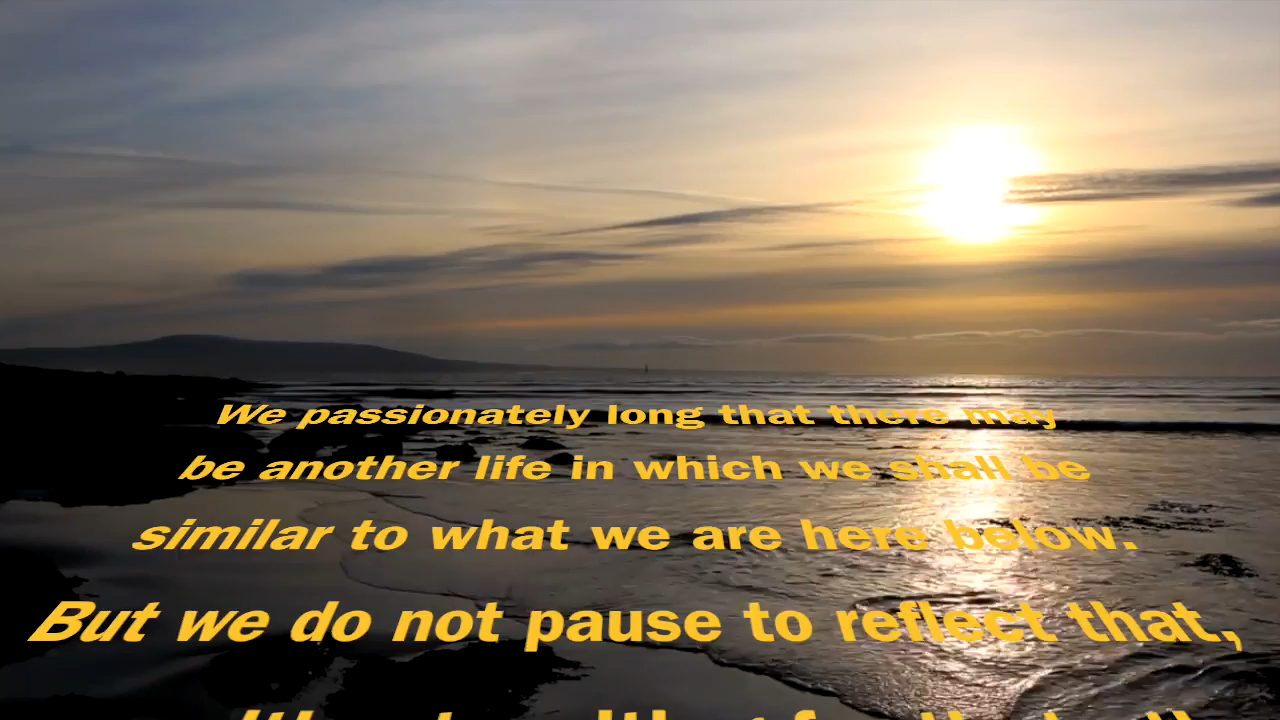 We passionately long that there may
be another life in which we shall be
similar to what we are here below.
But we do not pause to reflect that,